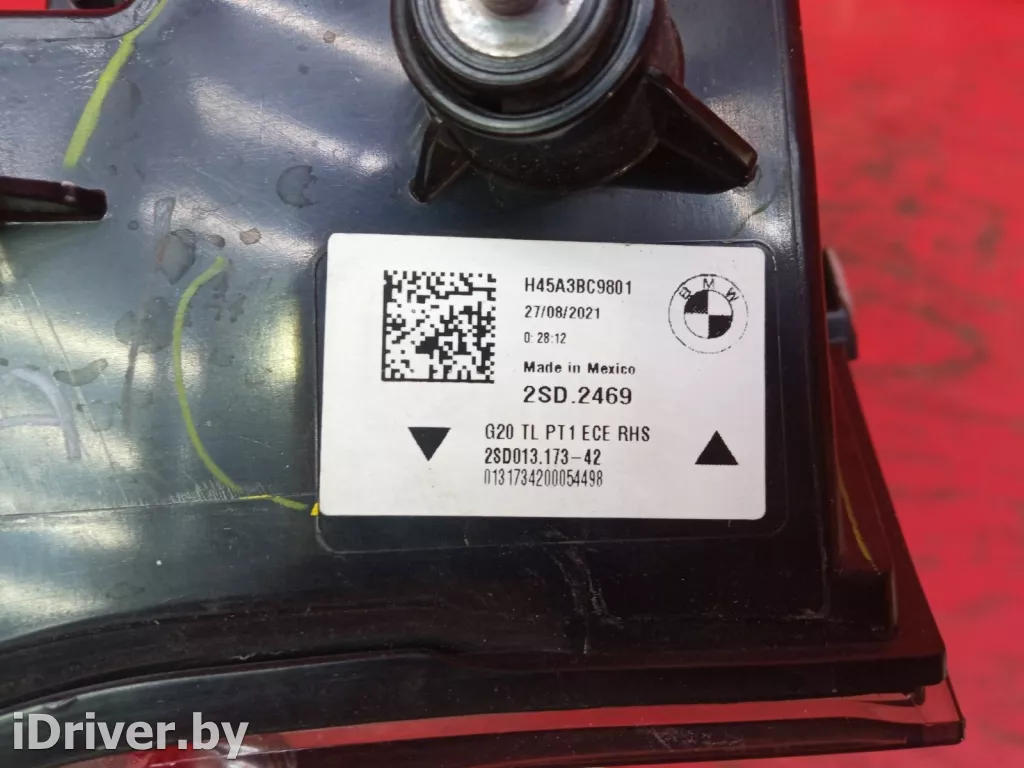 H45A3BC9801
27/08/2021
0: 28:12
Made in Mexico
2SD.2469
G20 TL PT1 ECE RHS
2SD013.173-42
0131734200054498
BMW
iDriver.by